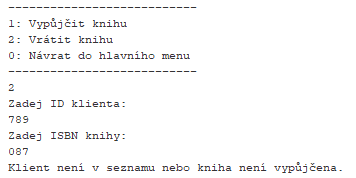 ---------------------------
1: Vypůjčit knihu
2: Vrátit knihu
0: Návrat do hlavního menu
---------------------------
2
Zadej ID klienta:
789
Zadej ISBN knihy:
087
Klient není v seznamu nebo kniha není vypůjčena.